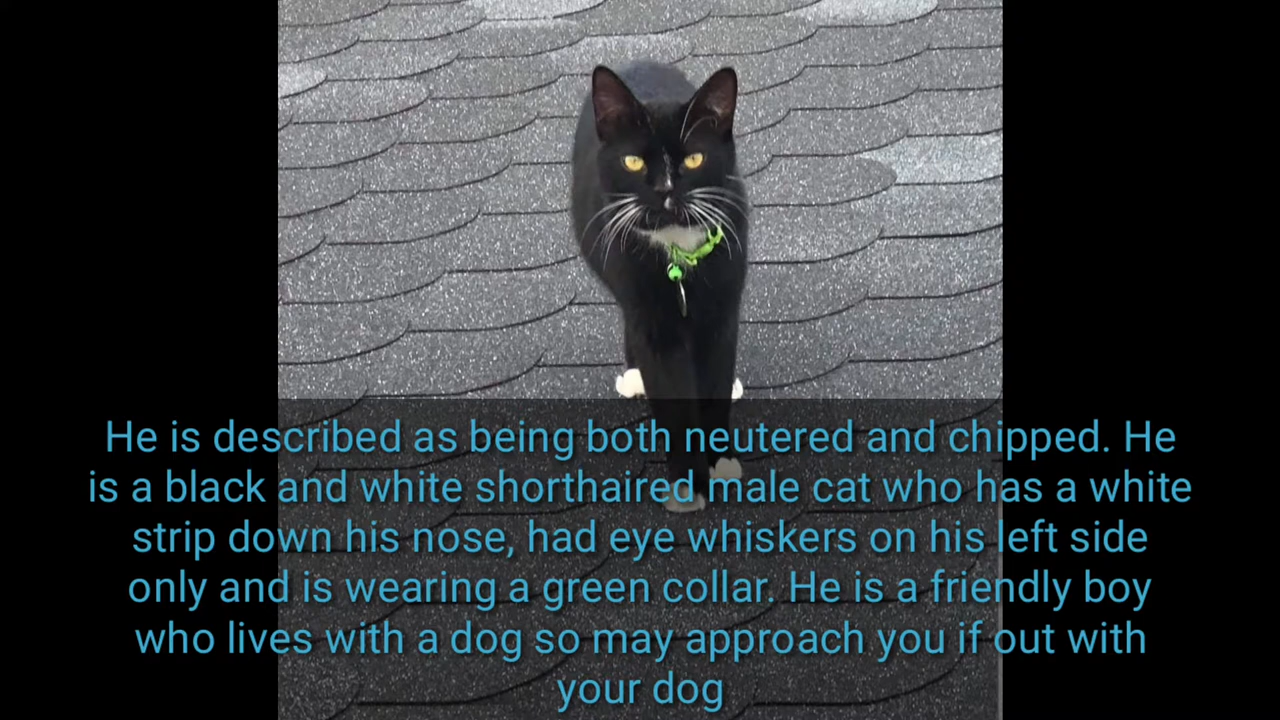 He is described as being both neutered and chipped. He
is a black and white shorthaired male cat who has a white
strip down his nose, had eye whiskers on his left side
only and is wearing a green collar. He is a friendly boy
who lives with a dog so may approach you if out with
your dog